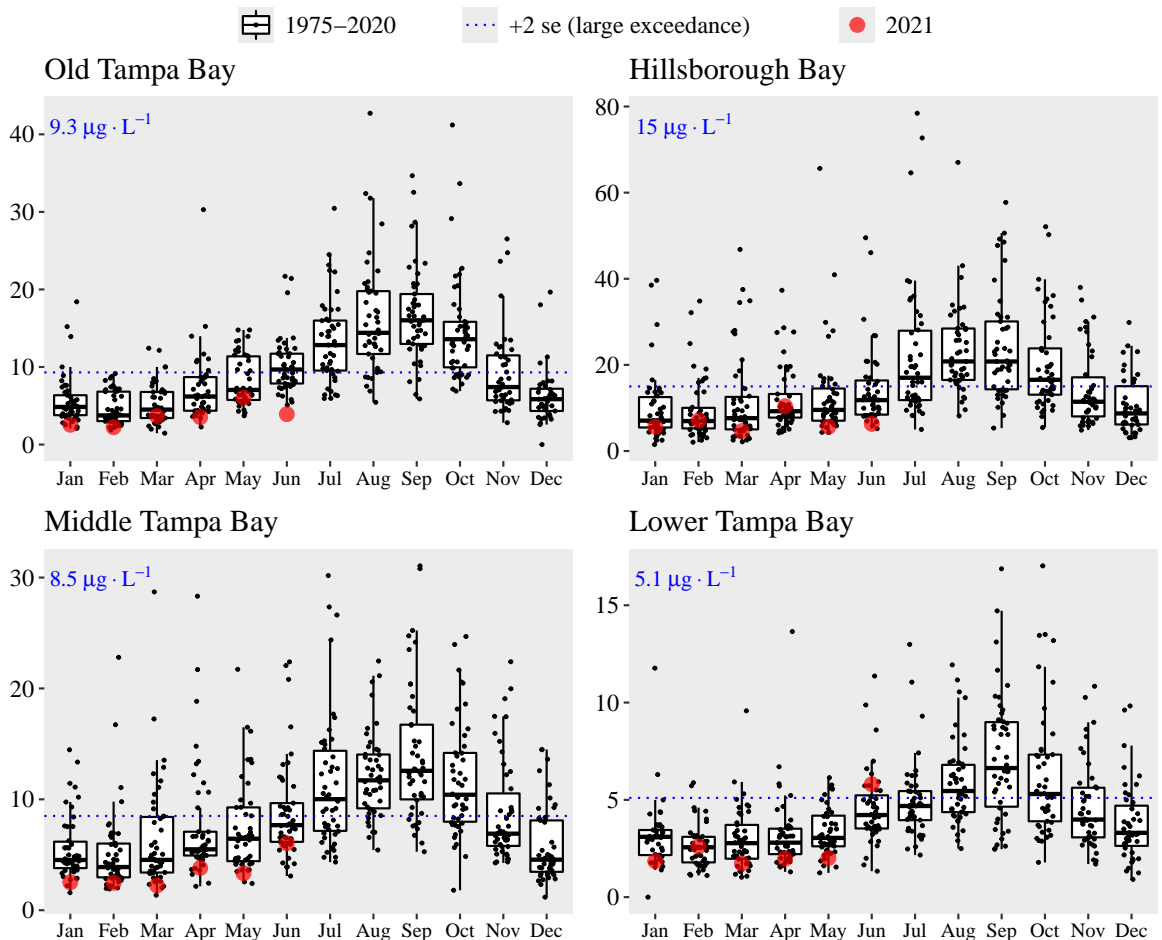 1975−2020 +2 se (large exceedance) 2021
Old Tampa Bay
9.3 μg · L−1
40
30
20
10
0
Jan Feb Mar Apr May Jun Jul Aug Sep Oct Nov Dec
Hillsborough Bay
15 μg · L−1
80
60
40
20
0
Jan Feb Mar Apr May Jun Jul Aug Sep Oct Nov Dec
Middle Tampa Bay
8.5 μg · L−1
30
20
10
0
Jan Feb Mar Apr May Jun Jul Aug Sep Oct Nov Dec
Lower Tampa Bay
5.1 μg · L−1
15
10
5
0
Jan Feb Mar Apr May Jun Jul Aug Sep Oct Nov Dec